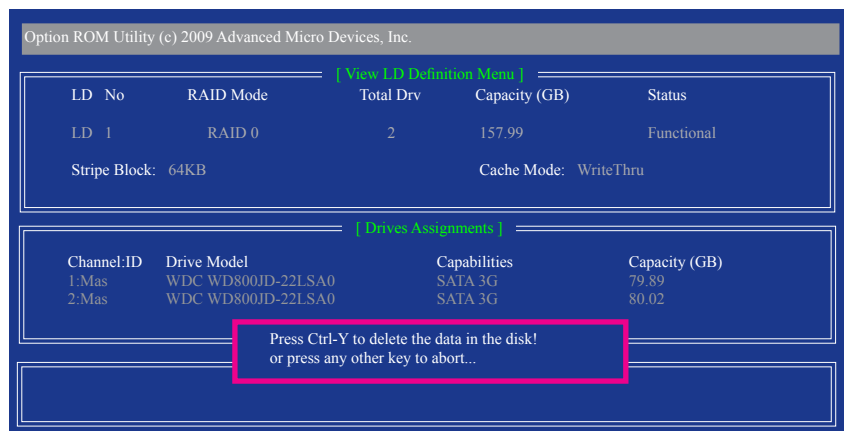 Option ROM Utility (c) 2009 Advanced Micro Devices, Inc.
[ View LD Definition Menu ]
LD No RAID Mode Total Drv Capacity (GB) Status
LD 1 RAID 0 2 157.99 Functional
Stripe Block: 64KB Cache Mode: WriteThru
[ Drives Assignments ]
Channel:ID Drive Model Capabilities Capacity (GB)
1:Mas WDC WD800JD-22LSA0 SATA 3G 79.89
2:Mas WDC WD800JD-22LSA0 SATA 3G 80.02
Press Ctrl-Y to delete the data in the disk!
or press any other key to abort...